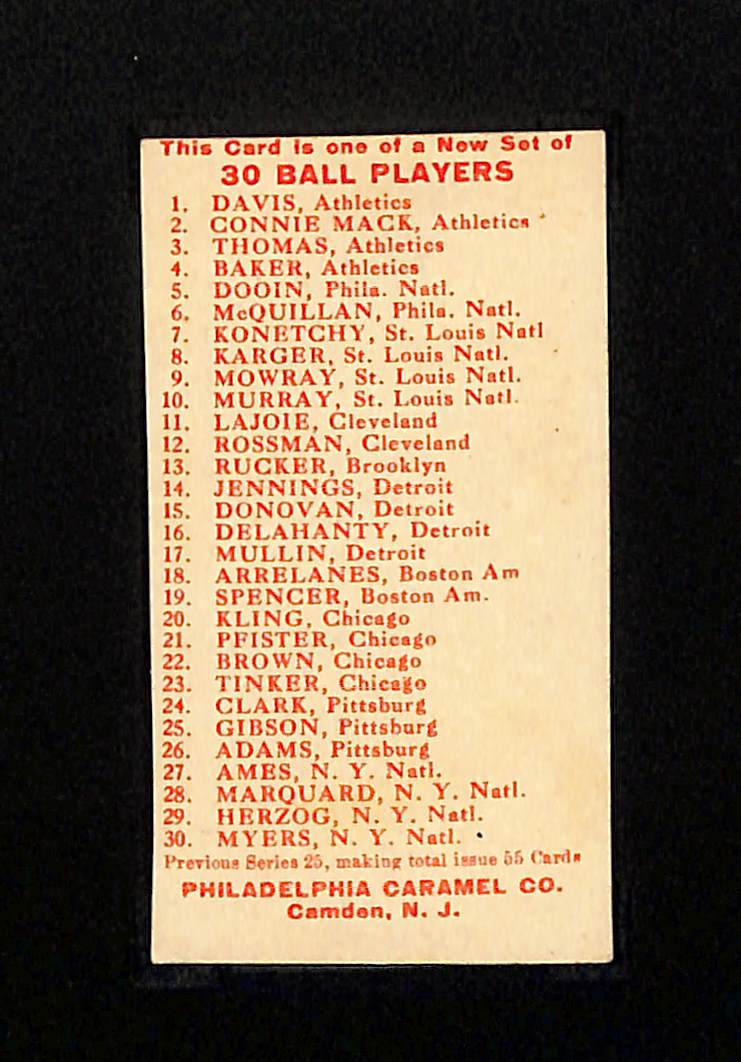 This Card is one of a New Set of
30 BALL PLAYERS
1. DAVIS, Athletics
2. CONNIE MACK, Athletics
3. THOMAS, Athletics
4. BAKER, Athletics
5. DOOIN, Phila. Natl.
6. McQUILLAN, Phila. Natl.
7. KONETCHY, St. Louis Natl
8. KARGER, St. Louis Natl.
9. MOWRAY, St. Louis Natl.
10. MURRAY, St. Louis Natl.
11. LAJOIE, Cleveland
12. ROSSMAN, Cleveland
13. RUCKER, Brooklyn
14. JENNINGS, Detroit
15. DONOVAN, Detroit
16. DELAHANTY, Detroit
17. MULLIN, Detroit
18. ARRELANES, Boston Am
19. SPENCER, Boston Am.
20. KLING, Chicago
21. PFISTER, Chicago
22. BROWN, Chicago
23. TINKER, Chicago
24. CLARK, Pittsburg
25. GIBSON, Pittsburg
26. ADAMS, Pittsburg
27. AMES, N. Y. Natl.
28. MARQUARD, N. Y. Natl.
29. HERZOG, N. Y. Natl.
30. MYERS, N. Y. Natl.
Previous Series 25, making total issue 55 Cards
PHILADELPHIA CARAMEL CO.
Camden, N. J.